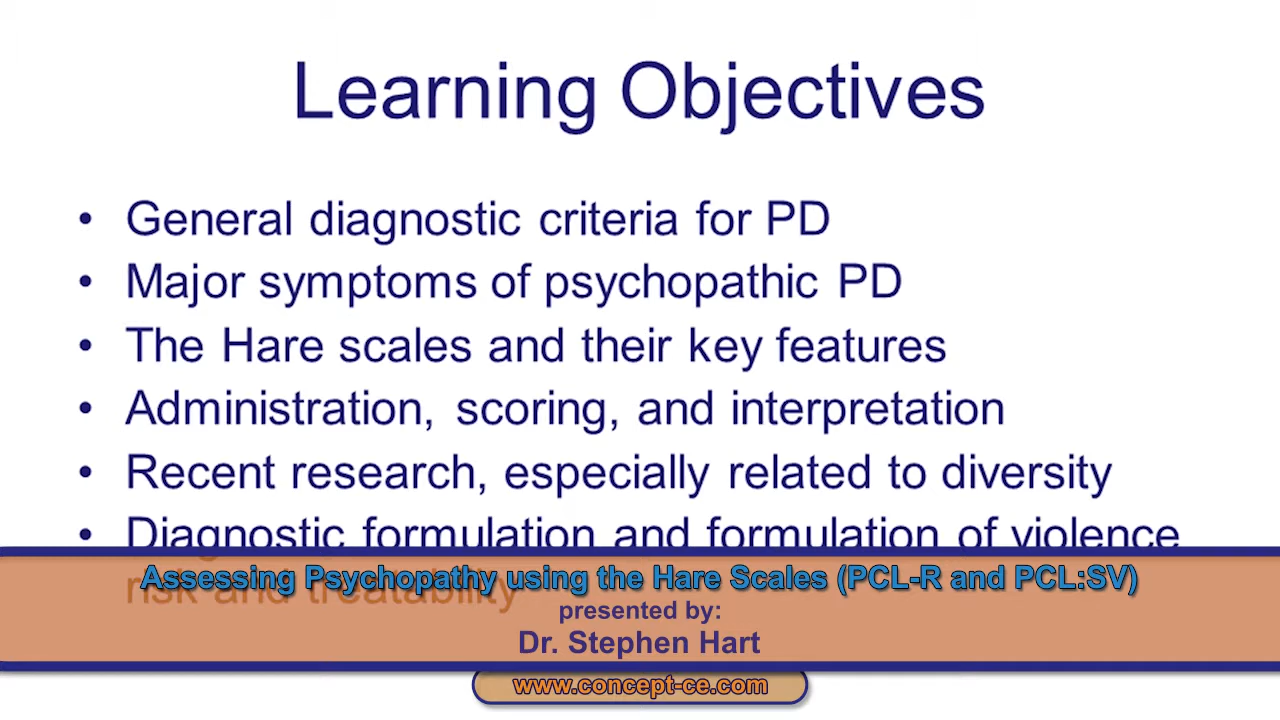 Learning Objectives
• General diagnostic criteria for PD
• Major symptoms of psychopathic PD
• The Hare scales and their key features
• Administration, scoring, and interpretation
• Recent research, especially related to diversity
• Diagnostic formulation and formulation of violence
risk and treatability
Assessing Psychopathy using the Hare Scales (PCL-R and PCL:SV)
presented by:
Dr. Stephen Hart
www.concept-ce.com